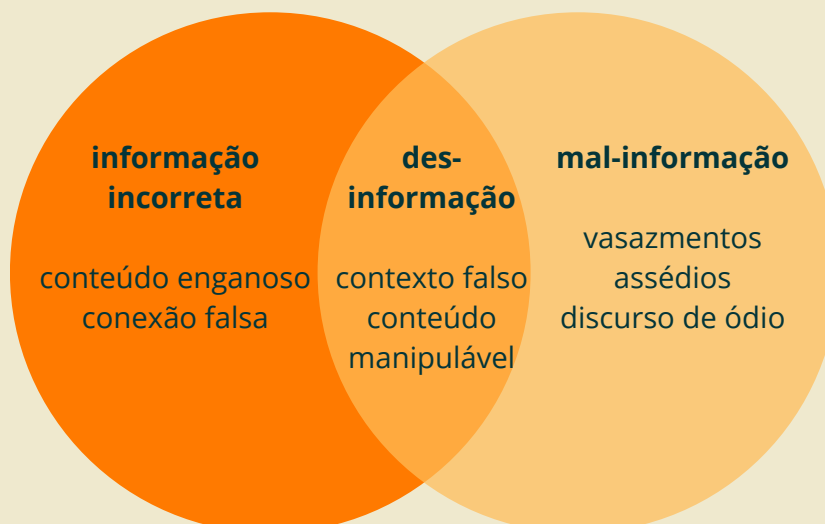 informação
incorreta
conteúdo enganoso
conexão falsa
des-
informação
contexto falso
conteúdo
manipulável
mal-informação
vasazmentos
assédios
discurso de ódio